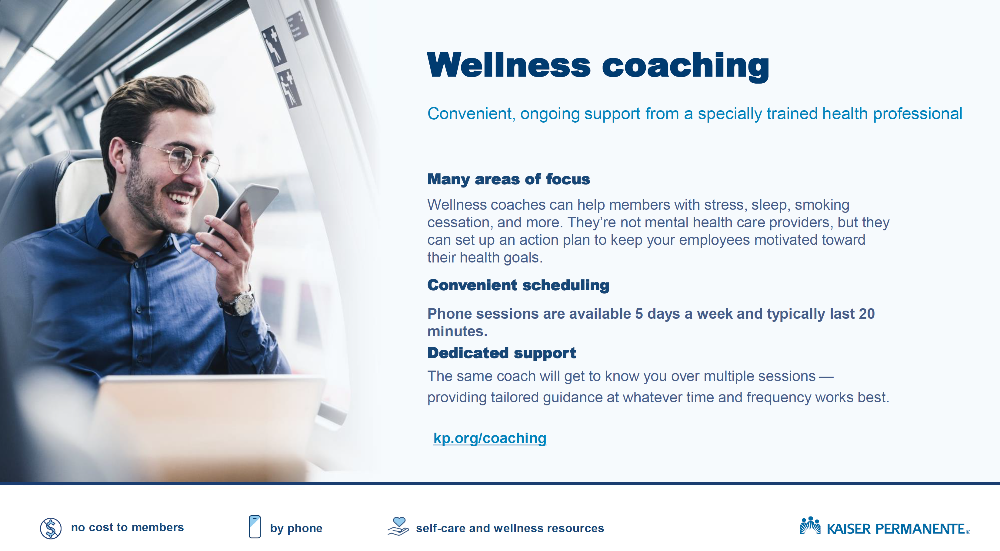 Wellness coaching
Convenient, ongoing support from a specially trained health professional
Many areas of focus
Wellness coaches can help members with stress, sleep, smoking
cessation, and more. They’re not mental health care providers, but they
can set up an action plan to keep your employees motivated toward
their health goals.
Convenient scheduling
Phone sessions are available 5 days a week and typically last 20
minutes.
Dedicated support
The same coach will get to know you over multiple sessions —
providing tailored guidance at whatever time and frequency works best.
kp.org/coaching
no cost to members
by phone
self-care and wellness resources
KAISER PERMANENTE®
2